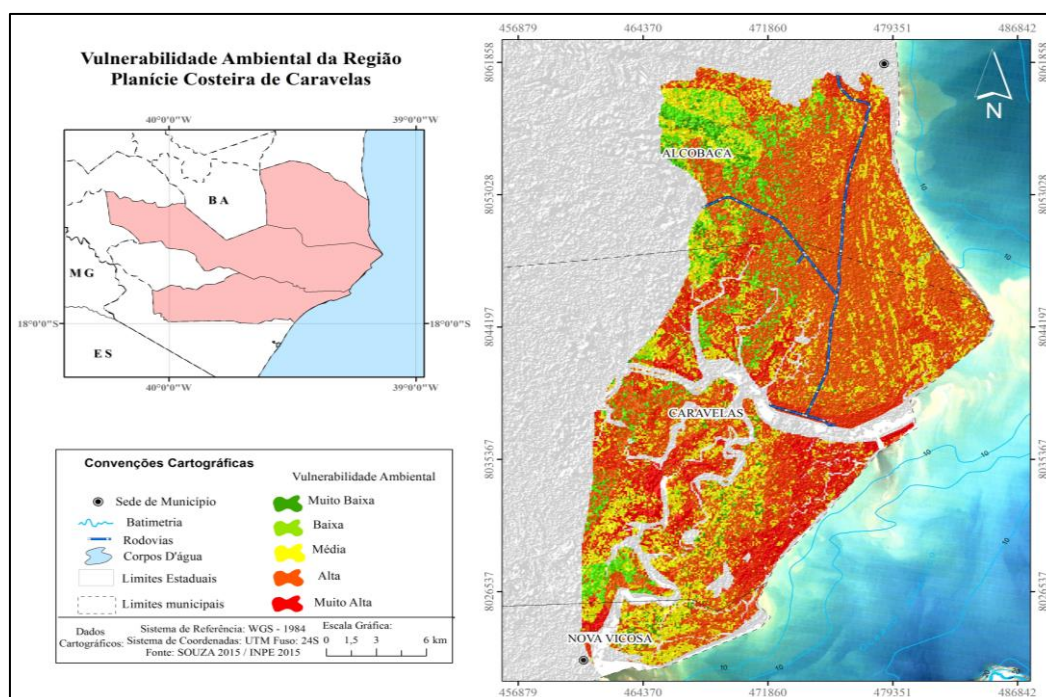 Vulnerabilidade Ambiental da Região
Planície Costeira de Caravelas
40°0'0"W
39°0'0"W
BA
MG
18°0'0"S
18°0'0"S
ES
40°0'0"W
39°0'0"W
Convenções Cartográficas
Sede de Município
Batimetria
Rodovias
Corpos D'água
Limites Estaduais
Limites municipais
Vulnerabilidade Ambiental
Muito Baixa
Baixa
Média
Alta
Muito Alta
Dados
Cartográficos:
Sistema de Referência: WGS - 1984
Sistema de Coordenadas: UTM Fuso: 24S
Fonte: SOUZA 2015 / INPE 2015
Escala Gráfica:
0 1,5 3 6 km
456879 464370 471860 479351 486842
8061858
8061858
8053028
8053028
8044197
8044197
8035367
8035367
8026537
8026537
N
ALCOBACA
CARAVELAS
NOVA VICOSA
10
10
10
10
456879 464370 471860 479351 486842